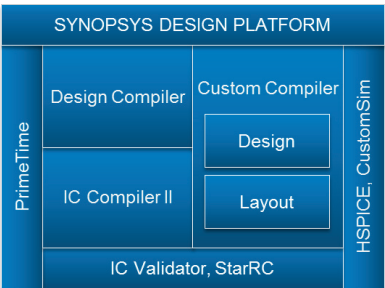 SYNOPSYS DESIGN PLATFORM
PrimeTime
Design Compiler
IC Compiler II
Custom Compiler
Design
Layout
HSPICE, CustomSim
IC Validator, StarRC